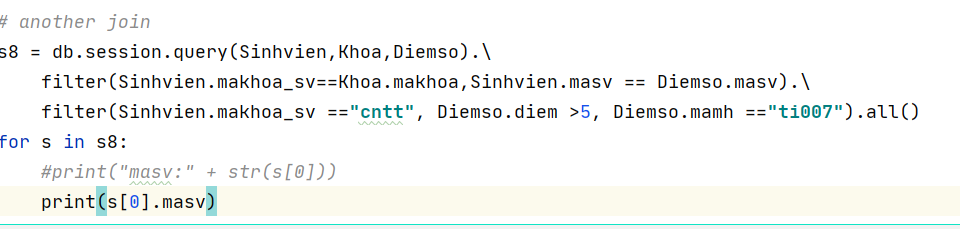 # another join
s8 = db.session.query(Sinhvien,Khoa,Diemso).\
    filter(Sinhvien.makhoa_sv==Khoa.makhoa,Sinhvien.masv == Diemso.masv).\
    filter(Sinhvien.makhoa_sv =="cntt", Diemso.diem >5, Diemso.mamh =="ti007").all()
for s in s8:
    #print("masv:" + str(s[0]))
    print(s[0].masv)